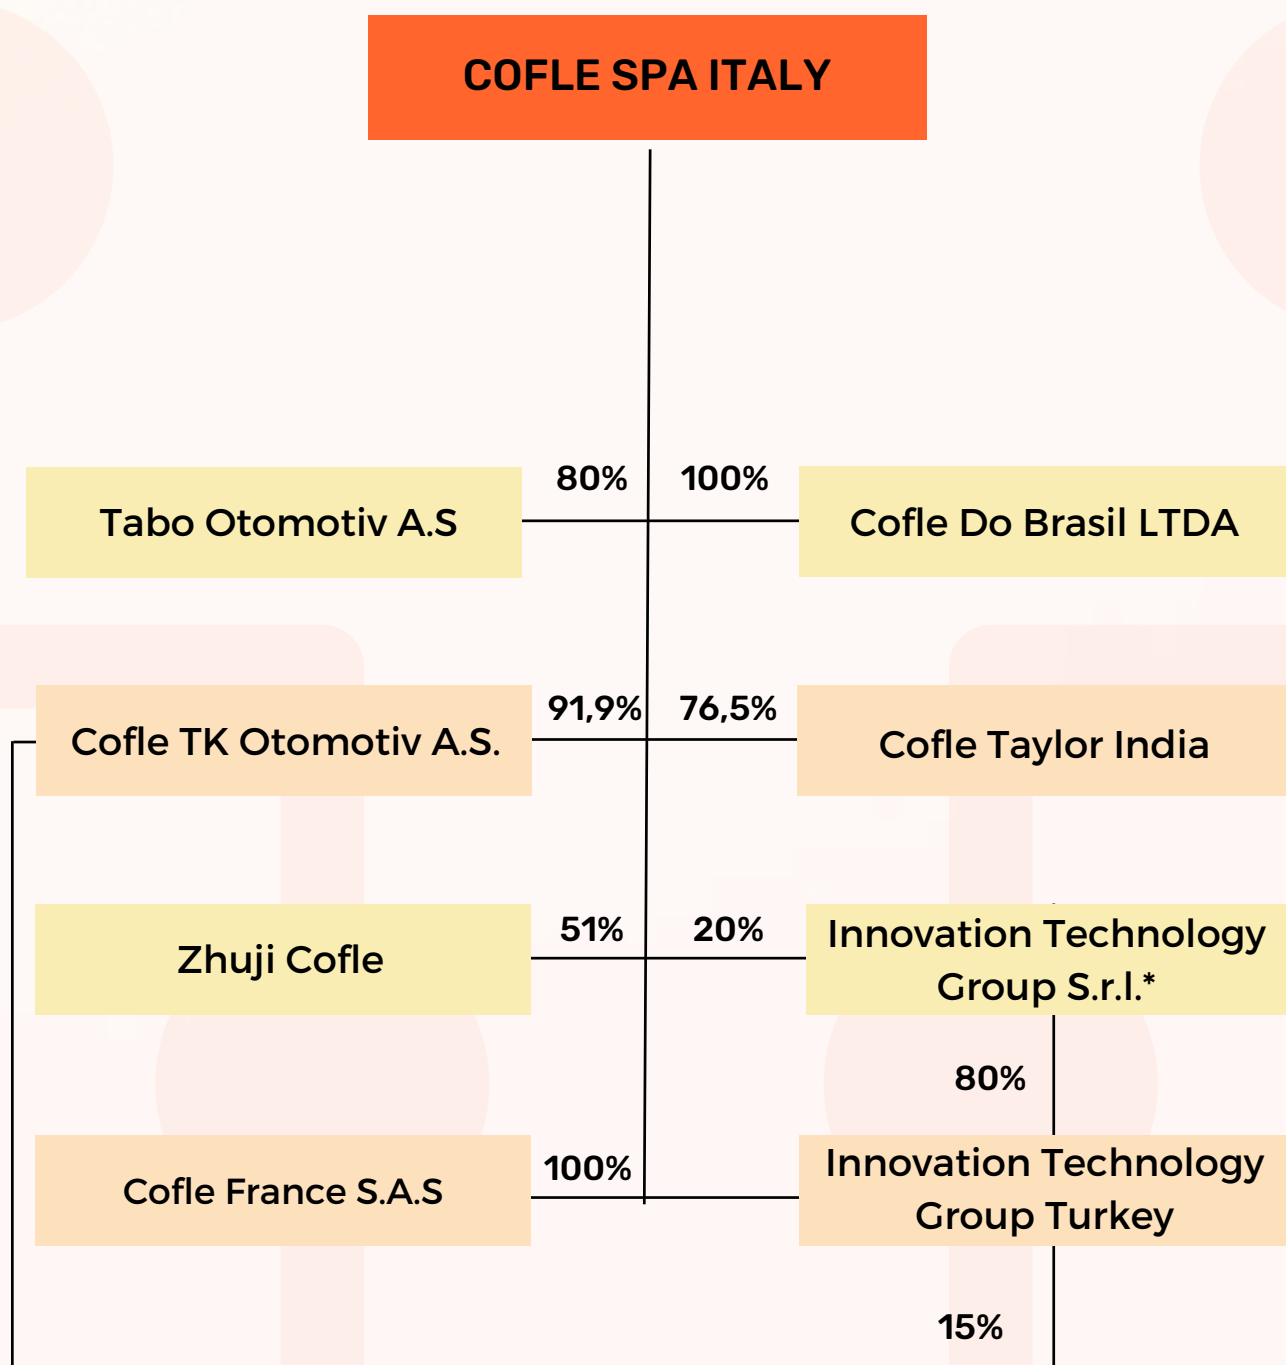 COFLE SPA ITALY
80% 100%
Tabo Otomotiv A.S
Cofle Do Brasil LTDA
91,9% 76,5%
Cofle TK Otomotiv A.S.
Cofle Taylor India
51% 20%
Zhuji Cofle
Innovation Technology
Group S.r.l.*
80%
100%
Cofle France S.A.S
Innovation Technology
Group Turkey
15%